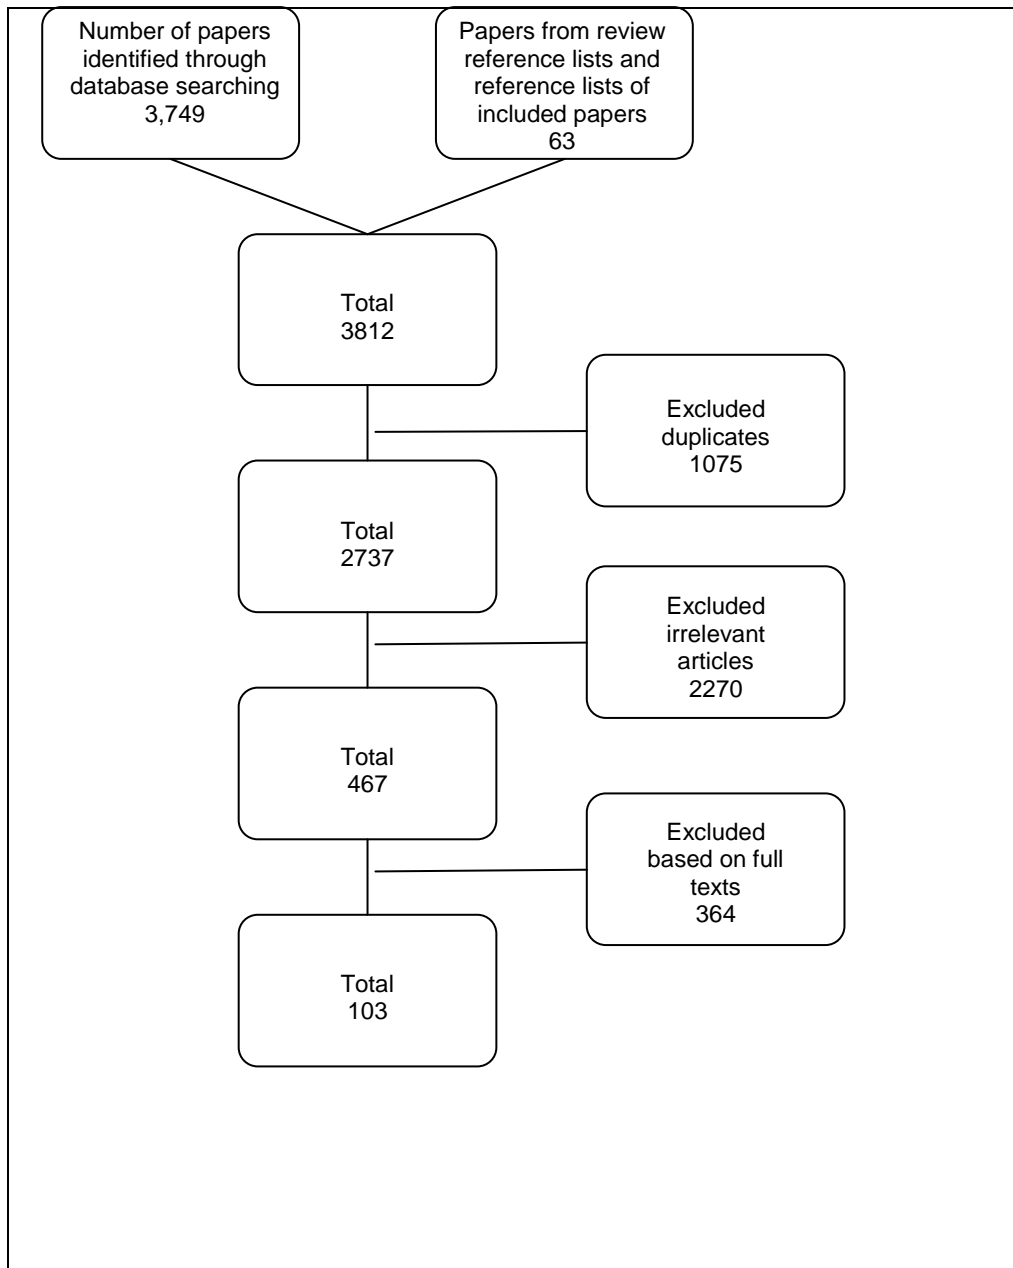 Number of papers
identified through
database searching
3,749
Papers from review
reference lists and
reference lists of
included papers
63
Total
3812
Excluded
duplicates
1075
Total
2737
Excluded
irrelevant
articles
2270
Total
467
Excluded
based on full
texts
364
Total
103